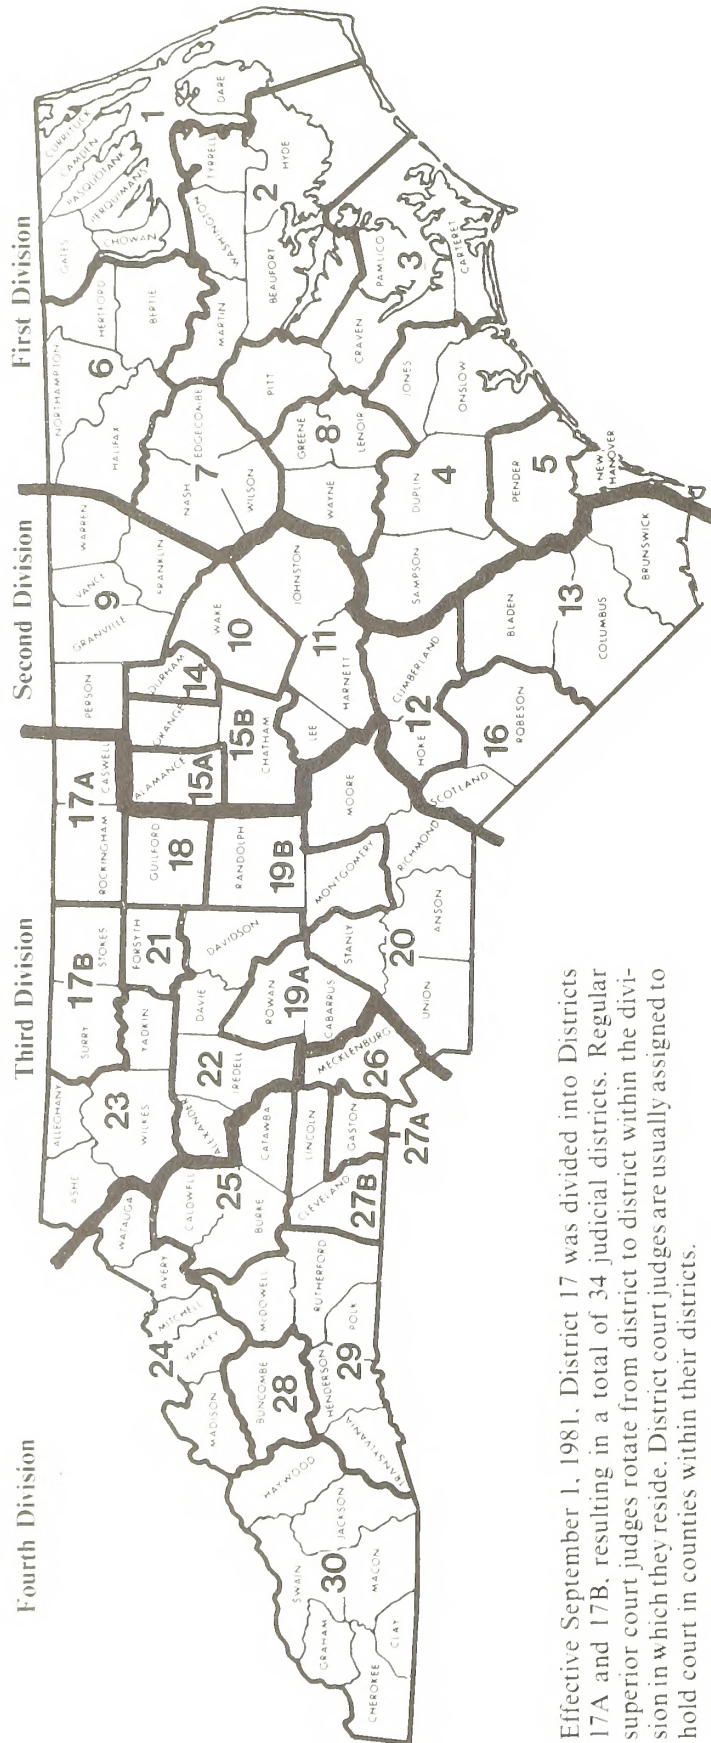 First Division
Second Division
Third Division
Fourth Division
CURRITUCK
CAMDEN
PASQUOTANK
PERQUIMANS
GATES
CHOWAN
1
DARE
TYRRELL
WASHINGTON
HYDE
2
BEAUFORT
MARTIN
HERTFORD
BERTIE
NORTHAMPTON
6
HALIFAX
EDGECOMBE
NASH
7
WILSON
PITT
PAMLICO
3
CARTERET
CRAVEN
GREENE
8
LENOIR
WAYNE
JONES
ONSLOW
DUPLIN
4
SAMPSON
PENDER
5
NEW
HANOVER
WARREN
VANCE
9
FRANKLIN
GRANVILLE
PERSON
WAKE
10
JOHNSTON
11
HARNETT
LEE
DURHAM
14
ORANGE
ALAMANCE
15A
15B
CHATHAM
CUMBERLAND
12
HOKE
BLADEN
13
COLUMBUS
BRUNSWICK
16
ROBESON
SCOTLAND
17A
CASWELL
ROCKINGHAM
GUILFORD
18
RANDOLPH
19B
MOORE
MONTGOMERY
RICHMOND
17B
STOKES
SURRY
FORSYTH
21
DAVIDSON
DAVIE
YADKIN
22
IREDELL
ALEXANDER
ROWAN
19A
CABARRUS
STANLY
20
ANSON
UNION
ALLEGHANY
23
WILKES
ASHE
MECKLENBURG
26
WATAUGA
CALDWELL
25
BURKE
CATAWBA
LINCOLN
GASTON
27A
CLEVELAND
27B
AVERY
MITCHELL
24
YANCEY
MADISON
MCDOWELL
RUTHERFORD
POLK
29
HENDERSON
TRANSYLVANIA
BUNCOMBE
28
HAYWOOD
JACKSON
SWAIN
30
MACON
GRAHAM
CLAY
CHEROKEE
Effective September 1, 1981, District 17 was divided into Districts
17A and 17B, resulting in a total of 34 judicial districts. Regular
superior court judges rotate from district to district within the divi-
sion in which they reside. District court judges are usually assigned to
hold court in counties within their districts.